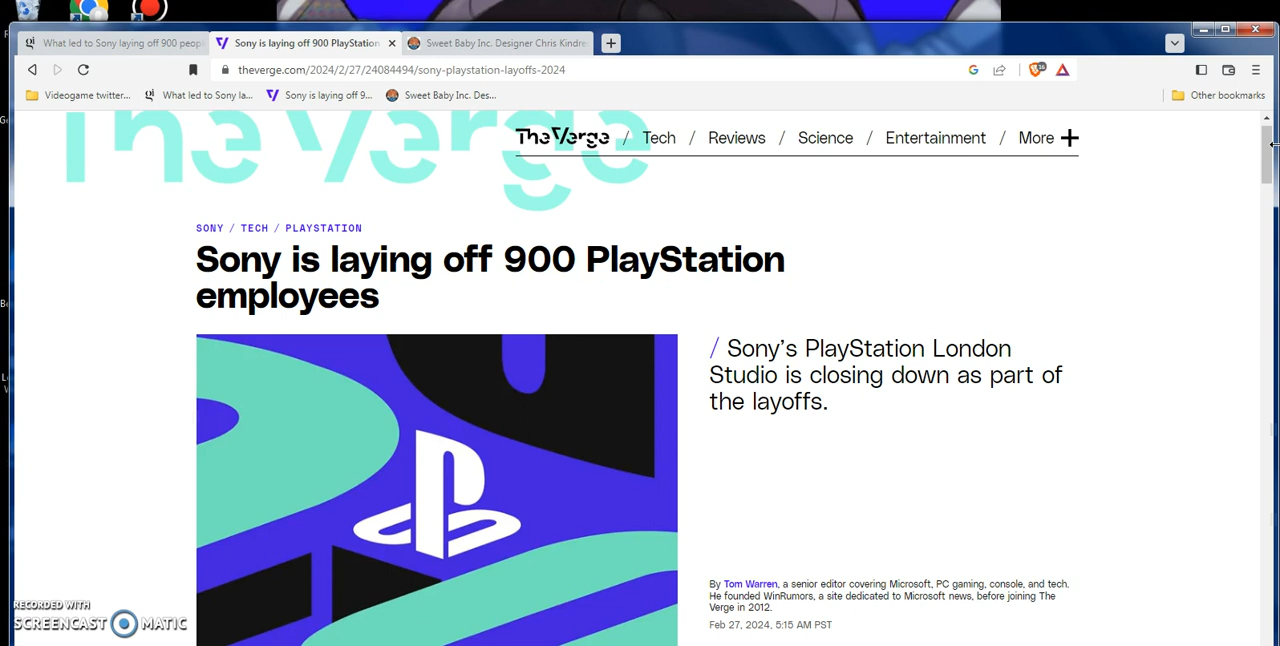 What led to Sony laying off 900 peop
Sony is laying off 900 PlayStation
Sweet Baby Inc. Designer Chris Kindre
theverge.com/2024/2/27/24084494/sony-playstation-layoffs-2024
Videogame twitter...
What led to Sony la...
Sony is laying off 9...
Sweet Baby Inc. Des...
Other bookmarks
The Verge
TheVerge / Tech / Reviews / Science / Entertainment / More
SONY / TECH / PLAYSTATION
Sony is laying off 900 PlayStation
employees
/ Sony’s PlayStation London
Studio is closing down as part of
the layoffs.
By Tom Warren, a senior editor covering Microsoft, PC gaming, console, and tech.
He founded WinRumors, a site dedicated to Microsoft news, before joining The
Verge in 2012.
Feb 27, 2024, 5:15 AM PST
RECORDED WITH
SCREENCAST MATIC